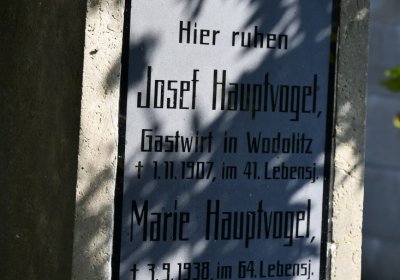 Hier ruhen
Josef Hauptvogel,
Gastwirt in Wodolitz
† 1.11.1907, im 41. Lebensj.
Marie Hauptvogel,
† 3.9.1938, im 64. Lebensj.